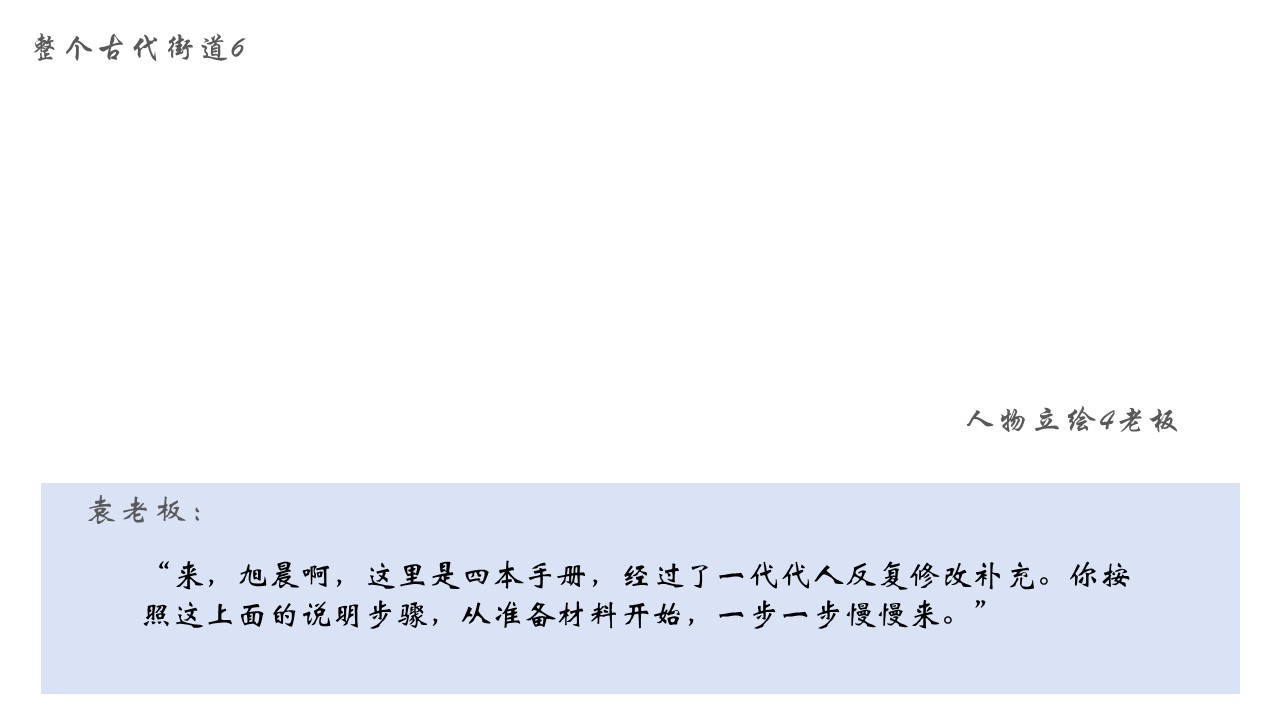 整个古代街道6
人物立绘4老板
袁老板：
“来，旭晨啊，这里是四本手册，经过了一代代人反复修改补充。你按
照这上面的说明步骤，从准备材料开始，一步一步慢慢来。”